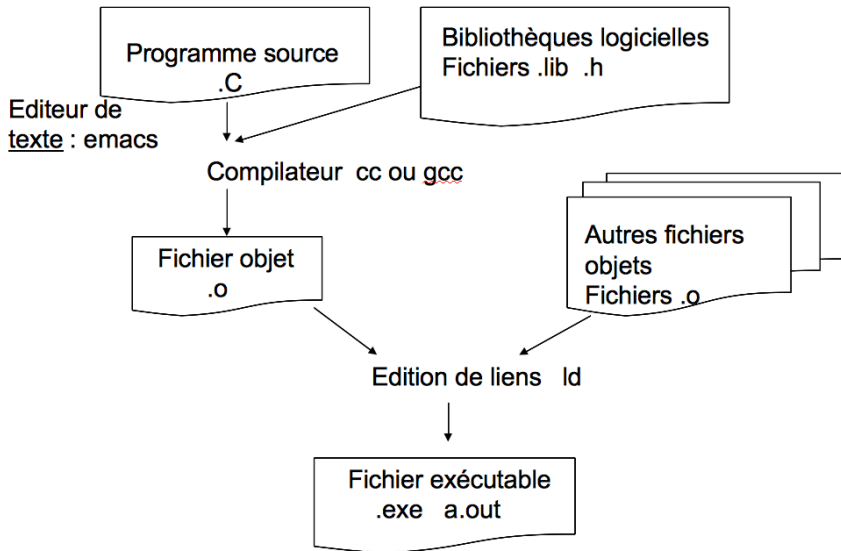 Programme source
.C
Bibliothèques logicielles
Fichiers .lib .h
Editeur de
texte : emacs
Compilateur cc ou gcc
Fichier objet
.o
Autres fichiers
objets
Fichiers .o
Edition de liens ld
Fichier exécutable
.exe a.out